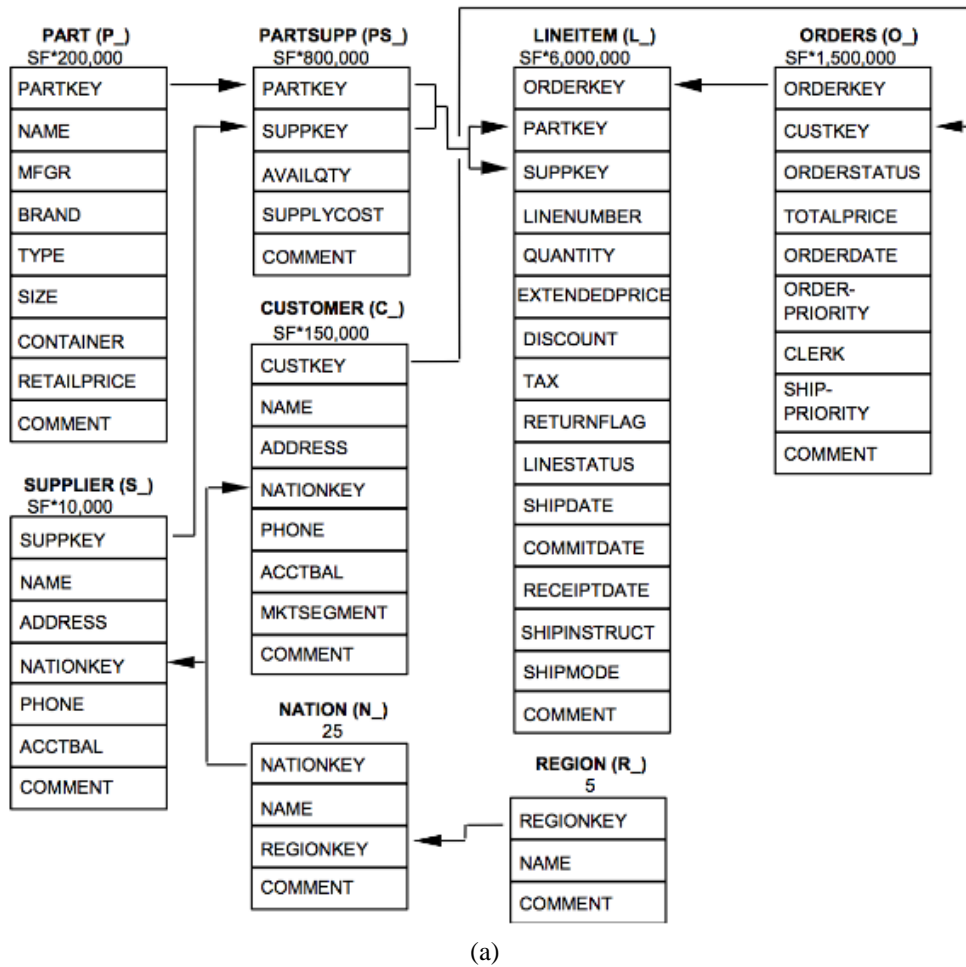 PART (P_)
SF*200,000
PARTKEY
NAME
MFGR
BRAND
TYPE
SIZE
CONTAINER
RETAILPRICE
COMMENT
SUPPLIER (S_)
SF*10,000
SUPPKEY
NAME
ADDRESS
NATIONKEY
PHONE
ACCTBAL
COMMENT
PARTSUPP (PS_)
SF*800,000
PARTKEY
SUPPKEY
AVAILQTY
SUPPLYCOST
COMMENT
CUSTOMER (C_)
SF*150,000
CUSTKEY
NAME
ADDRESS
NATIONKEY
PHONE
ACCTBAL
MKTSEGMENT
COMMENT
NATION (N_)
25
NATIONKEY
NAME
REGIONKEY
COMMENT
LINEITEM (L_)
SF*6,000,000
ORDERKEY
PARTKEY
SUPPKEY
LINENUMBER
QUANTITY
EXTENDEDPRICE
DISCOUNT
TAX
RETURNFLAG
LINESTATUS
SHIPDATE
COMMITDATE
RECEIPTDATE
SHIPINSTRUCT
SHIPMODE
COMMENT
REGION (R_)
5
REGIONKEY
NAME
COMMENT
ORDERS (O_)
SF*1,500,000
ORDERKEY
CUSTKEY
ORDERSTATUS
TOTALPRICE
ORDERDATE
ORDER-
PRIORITY
CLERK
SHIP-
PRIORITY
COMMENT
(a)